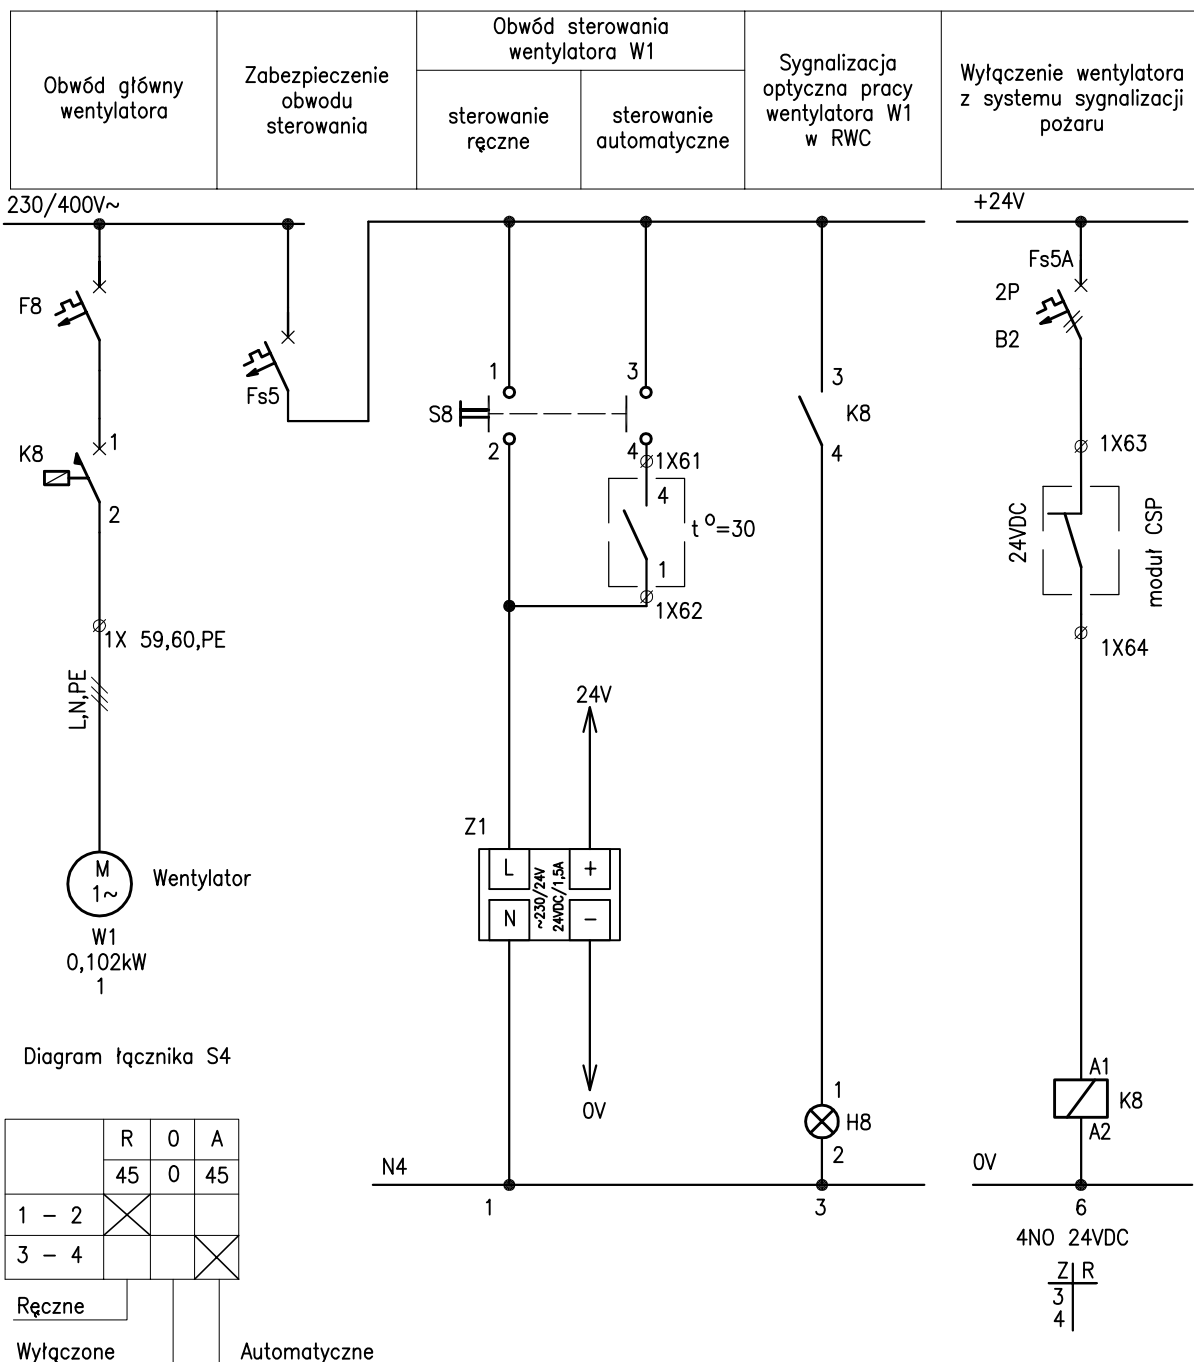 Obwód główny
wentylatora
Zabezpieczenie
obwodu
sterowania
Obwód sterowania
wentylatora W1
sterowanie
ręczne
sterowanie
automatyczne
Sygnalizacja
optyczna pracy
wentylatora W1
w RWC
Wyłączenie wentylatora
z systemu sygnalizacji
pożaru
230/400V~
+24V
F8
Fs5
Fs5A
2P
B2
K8
1
2
1X 59,60,PE
L,N,PE
M
1~
Wentylator
W1
0,102kW
1
S8
1
2
3
4
1X61
4
t°=30
1
1X62
24V
Z1
L
N
~230/24V
24VDC/1,5A
+
−
0V
3
K8
4
1
H8
2
N4
1
3
1X63
24VDC
moduł CSP
1X64
A1
K8
A2
0V
6
4NO 24VDC
Z R
3
4
Diagram łącznika S4
R 0 A
45 0 45
1 − 2
3 − 4
Ręczne
Wyłączone
Automatyczne